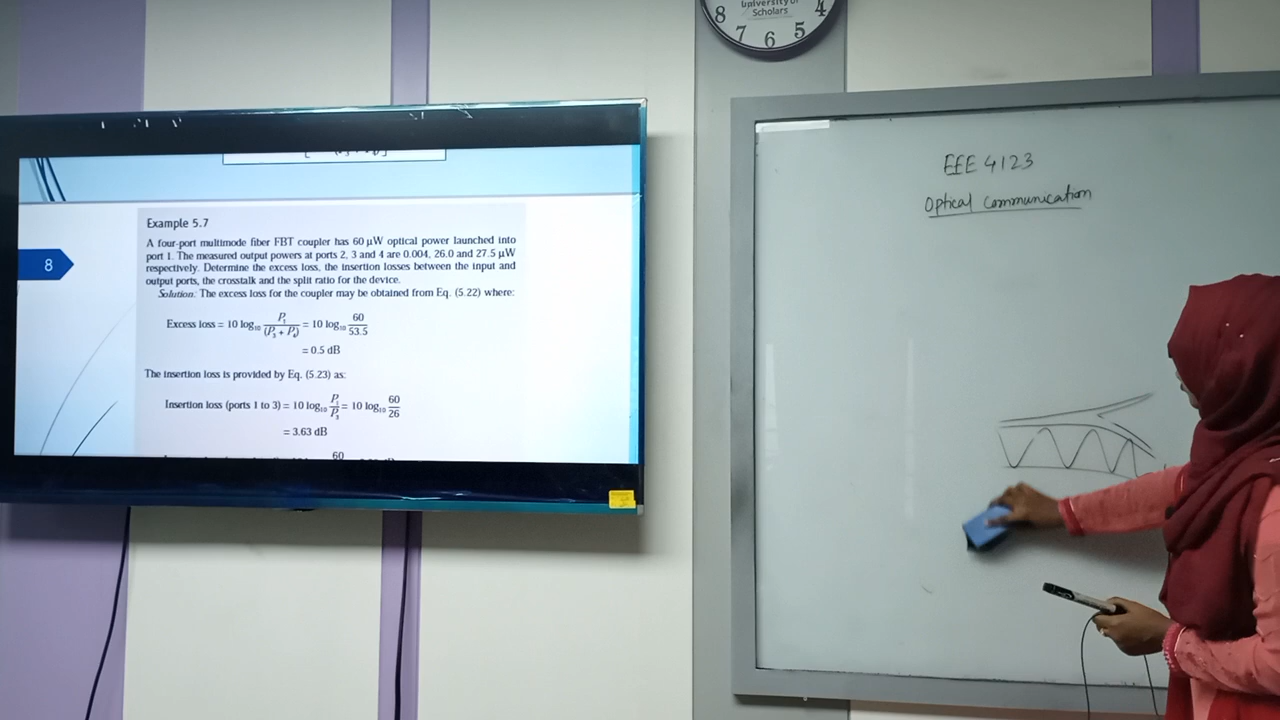 8
Example 5.7
A four-port multimode fiber FBT coupler has 60 μW optical power launched into
port 1. The measured output powers at ports 2, 3 and 4 are 0.004, 26.0 and 27.5 μW
respectively. Determine the excess loss, the insertion losses between the input and
output ports, the crosstalk and the split ratio for the device.
Solution: The excess loss for the coupler may be obtained from Eq. (5.22) where:
Excess loss = 10 log₁₀ P₁/(P₃ + P₄) = 10 log₁₀ 60/53.5
= 0.5 dB
The insertion loss is provided by Eq. (5.23) as:
Insertion loss (ports 1 to 3) = 10 log₁₀ P₁/P₃ = 10 log₁₀ 60/26
= 3.63 dB
60
University of
Scholars
8 7 6 5 4
EEE 4123
Optical Communication